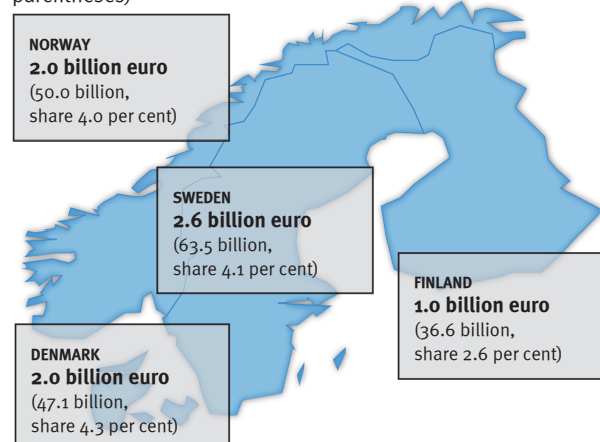 parentheses)
NORWAY
2.0 billion euro
(50.0 billion,
share 4.0 per cent)
SWEDEN
2.6 billion euro
(63.5 billion,
share 4.1 per cent)
FINLAND
1.0 billion euro
(36.6 billion,
share 2.6 per cent)
DENMARK
2.0 billion euro
(47.1 billion,
share 4.3 per cent)